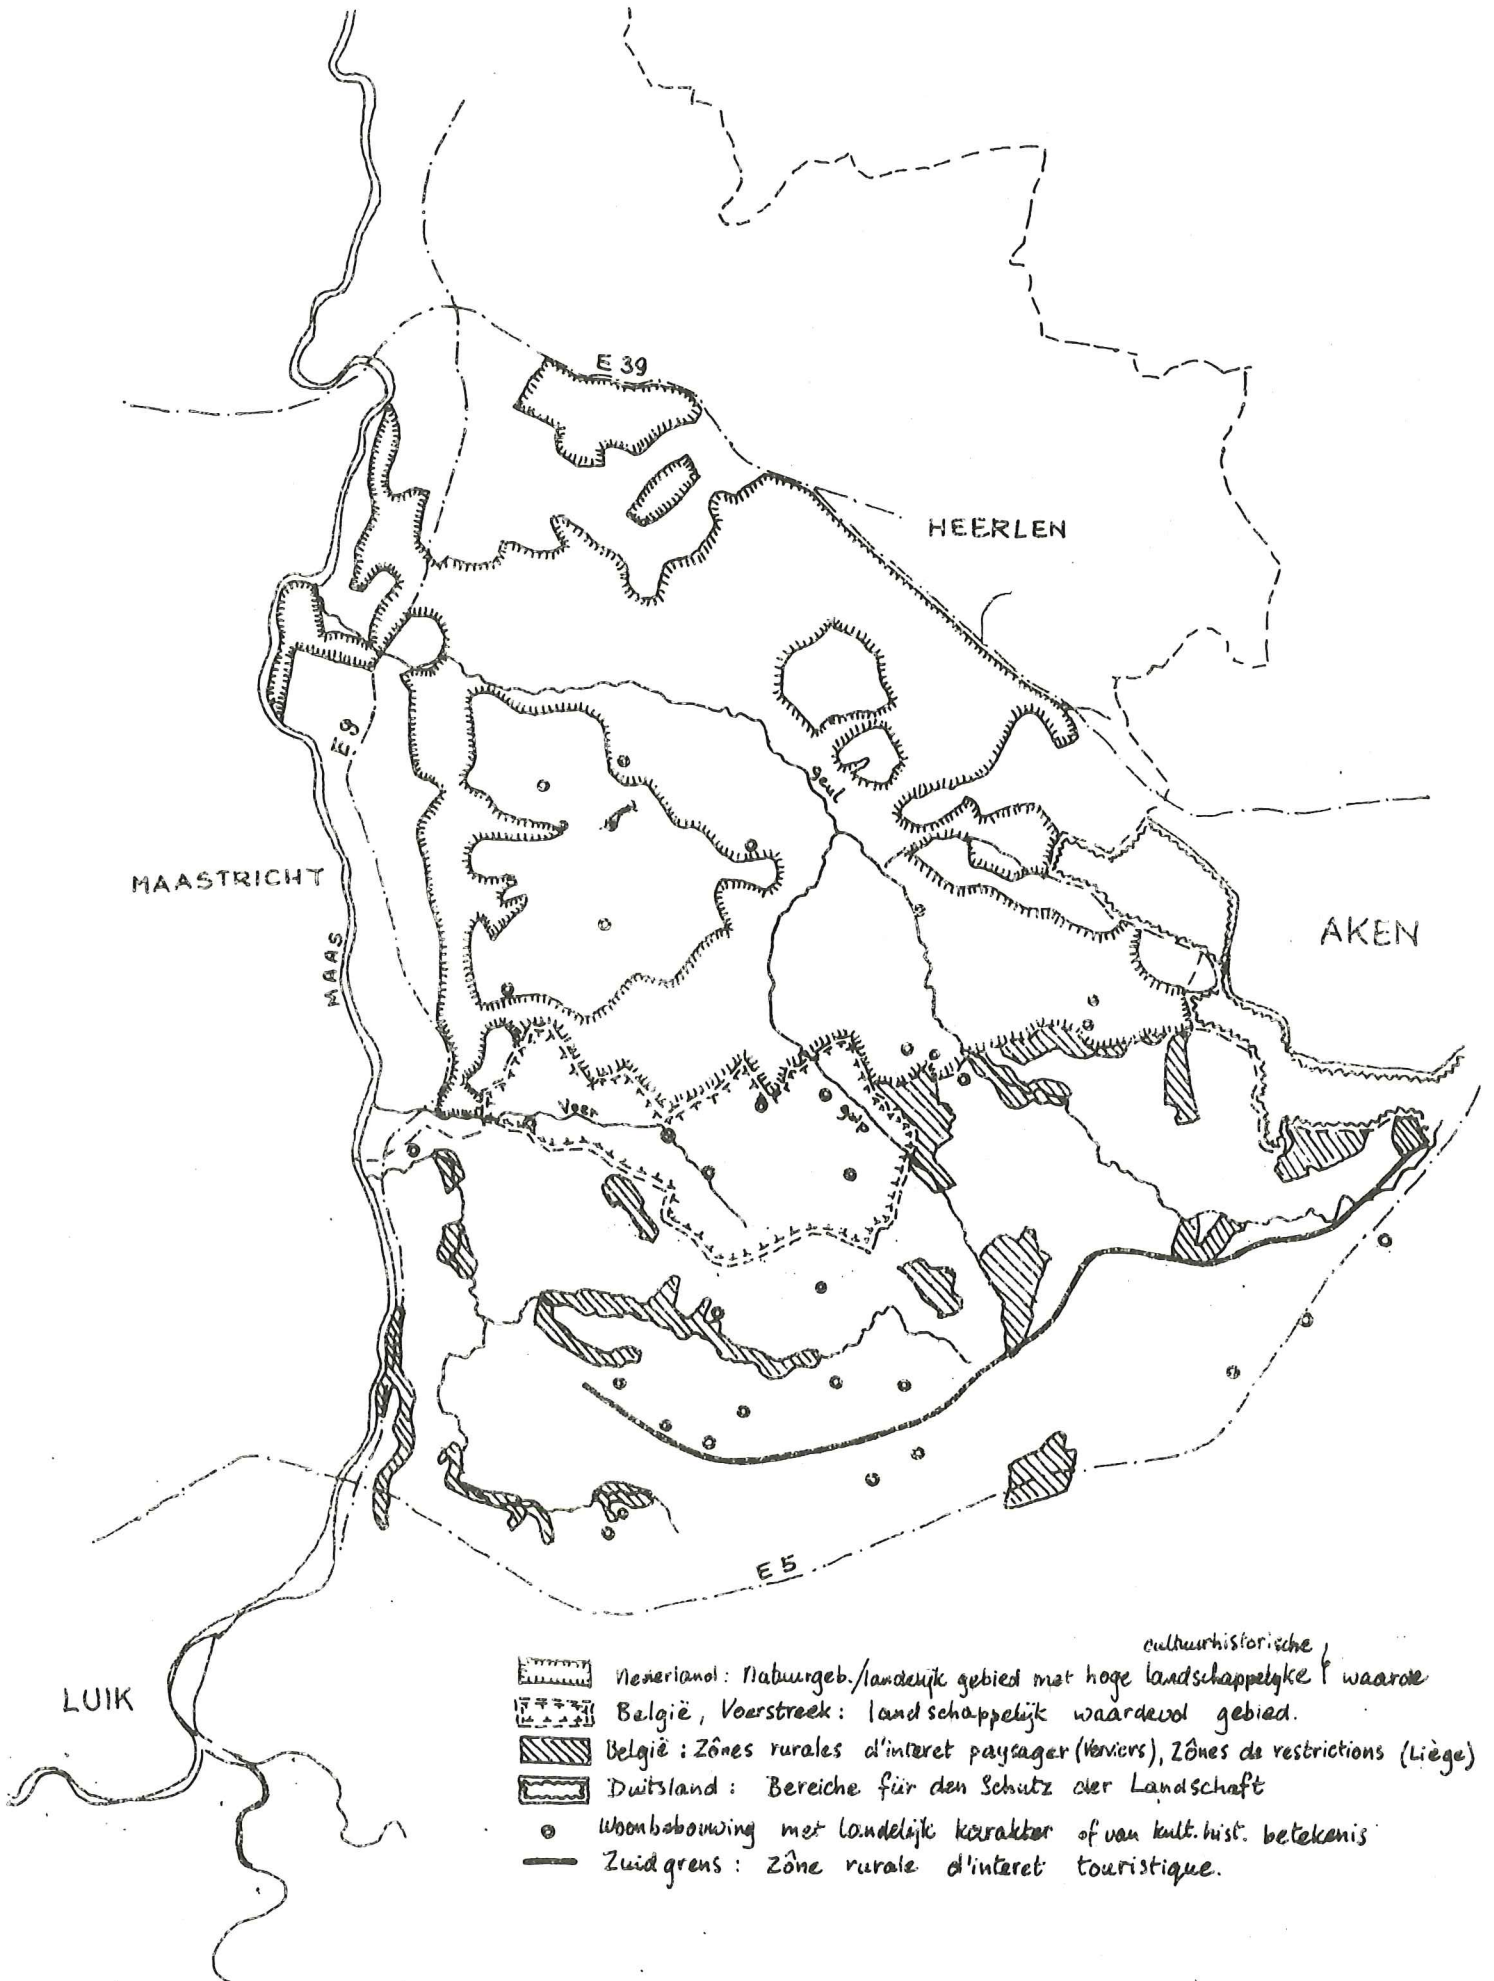 E 39
HEERLEN
E9
geul
MAASTRICHT
AKEN
MAAS
Voer
gulp
E 5
LUIK
cultuurhistorische
Nederland: Natuurgeb./landelijk gebied met hoge landschappelijke waarde
België, Voerstreek: landschappelijk waardevol gebied.
België: Zônes rurales d'interet paysager (Verviers), Zônes de restrictions (Liège)
Duitsland: Bereiche für den Schutz der Landschaft
Woonbebouwing met landelijk karakter of van kult. hist. betekenis
Zuidgrens: Zône rurale d'interet touristique.